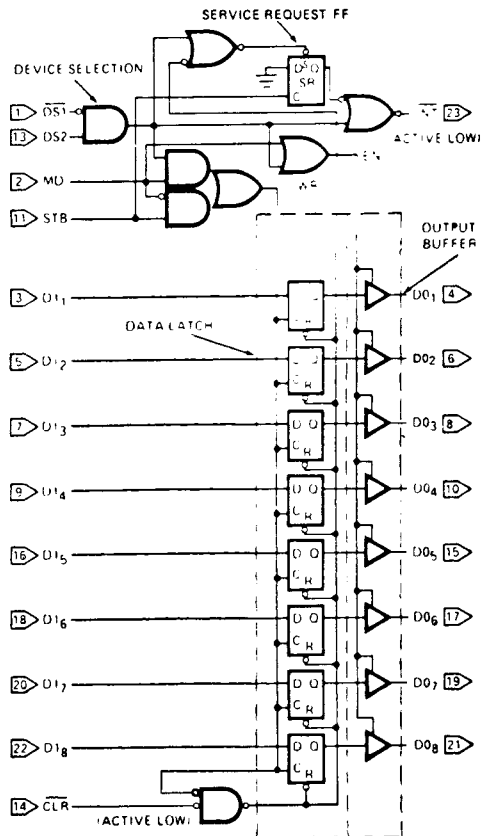 SERVICE REQUEST FF
DEVICE SELECTION
D Q
S
SR
C
1 DS1
13 DS2
INT 23
(ACTIVE LOW)
2 MD
EN
WR
11 STB
OUTPUT
BUFFER
3 DI1
DO1 4
DATA LATCH
5 DI2
C R
DO2 6
7 DI3
D Q
C R
DO3 8
9 DI4
D Q
C R
DO4 10
16 DI5
D Q
C R
DO5 15
18 DI6
D Q
C R
DO6 17
20 DI7
D Q
C R
DO7 19
22 DI8
D Q
C R
DO8 21
14 CLR
(ACTIVE LOW)